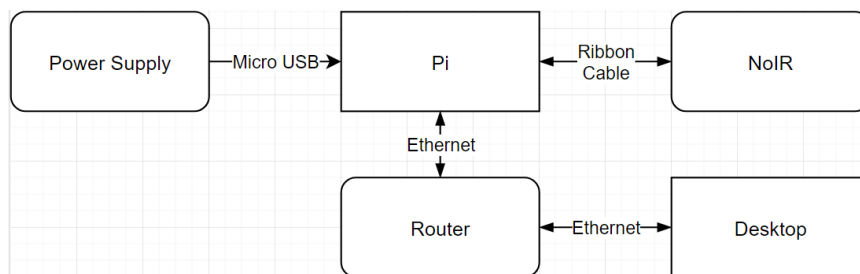 Power Supply
Micro USB
Pi
Ribbon
Cable
NoIR
Ethernet
Router
Ethernet
Desktop